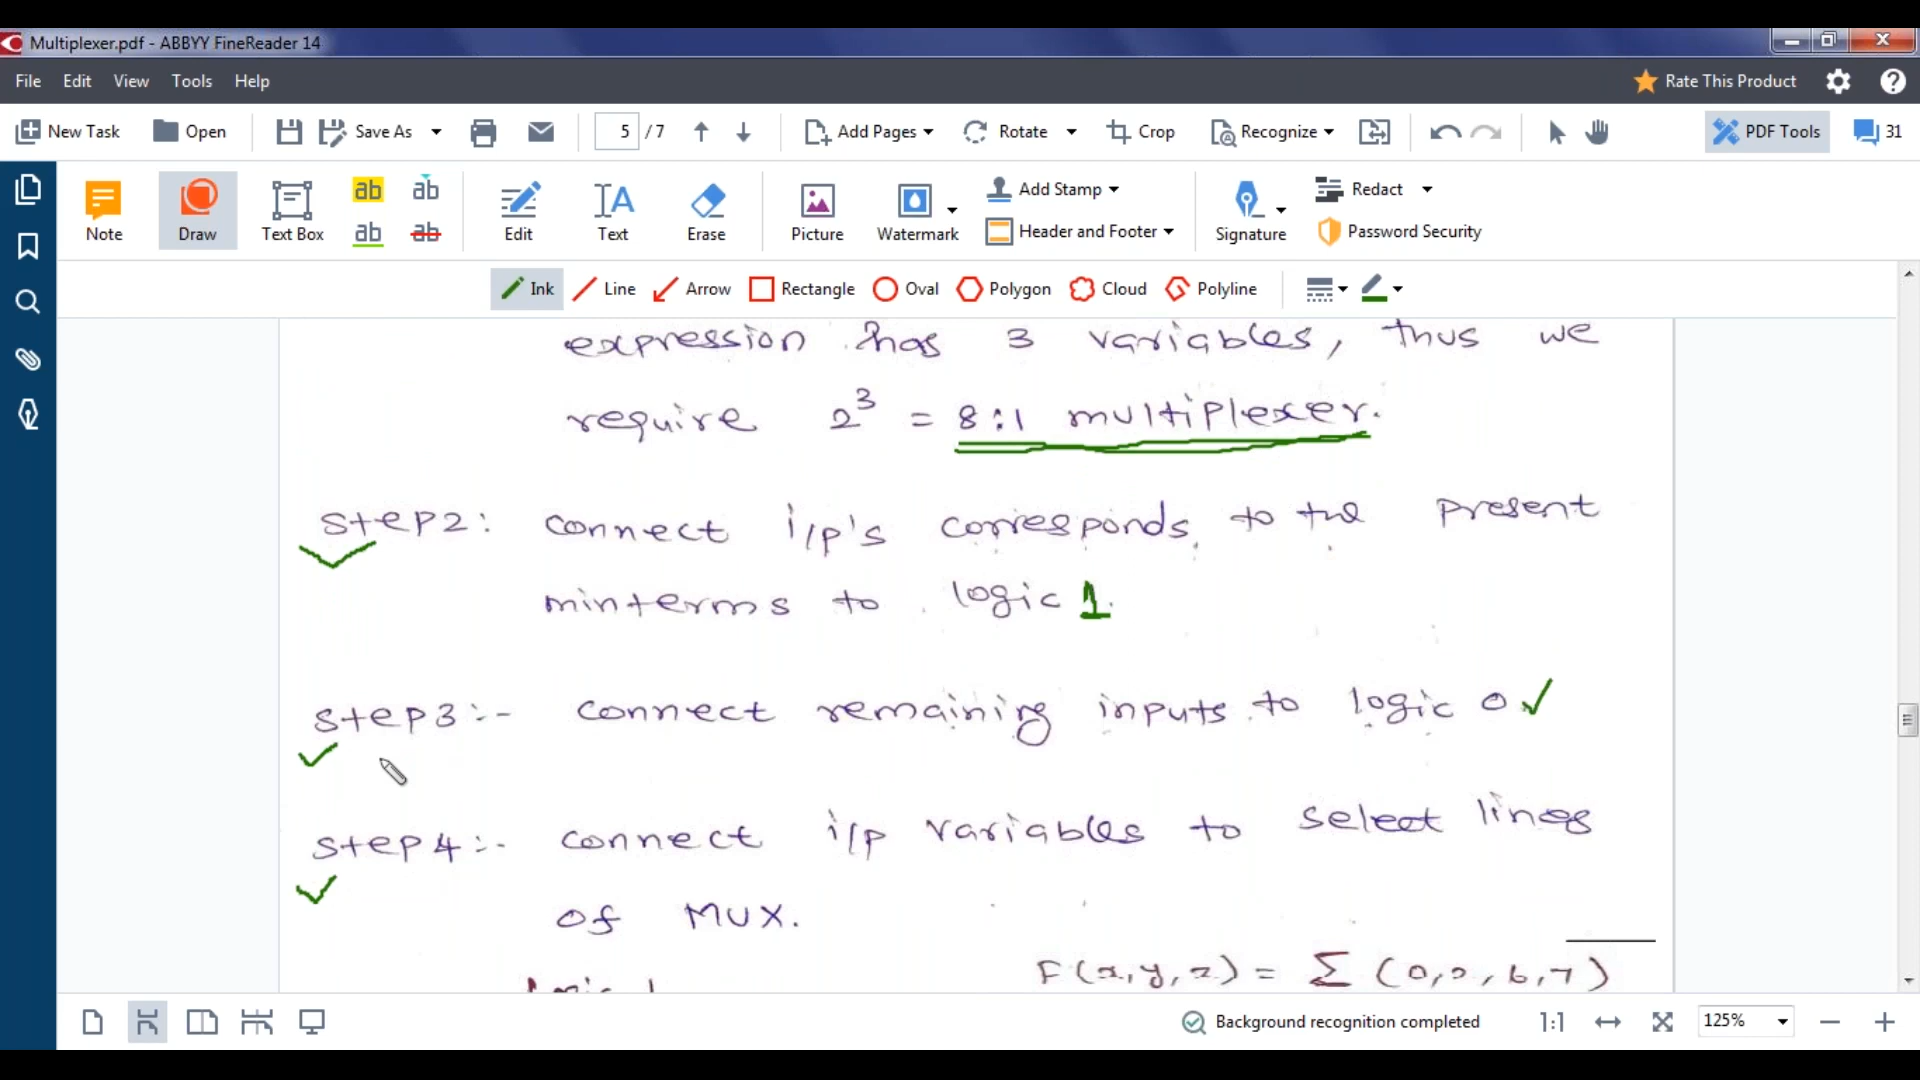 Multiplexer.pdf - ABBYY FineReader 14
File Edit View Tools Help
Rate This Product
New Task Open Save As 5 / 7 Add Pages Rotate Crop Recognize PDF Tools 31
Note Draw Text Box ab ab ab ab Edit Text Erase Picture Watermark Add Stamp Header and Footer Signature Redact Password Security
Ink Line Arrow Rectangle Oval Polygon Cloud Polyline
expression has 3 variables, thus we
require 2³ = 8:1 multiplexer.
Step2: connect i/p's corresponds to the present
minterms to logic 1.
Step3:- connect remaining inputs to logic 0
Step4:- connect i/p variables to select lines
of MUX.
F(x,y,z) = Σ (0,2,6,7)
Background recognition completed 1:1 125%